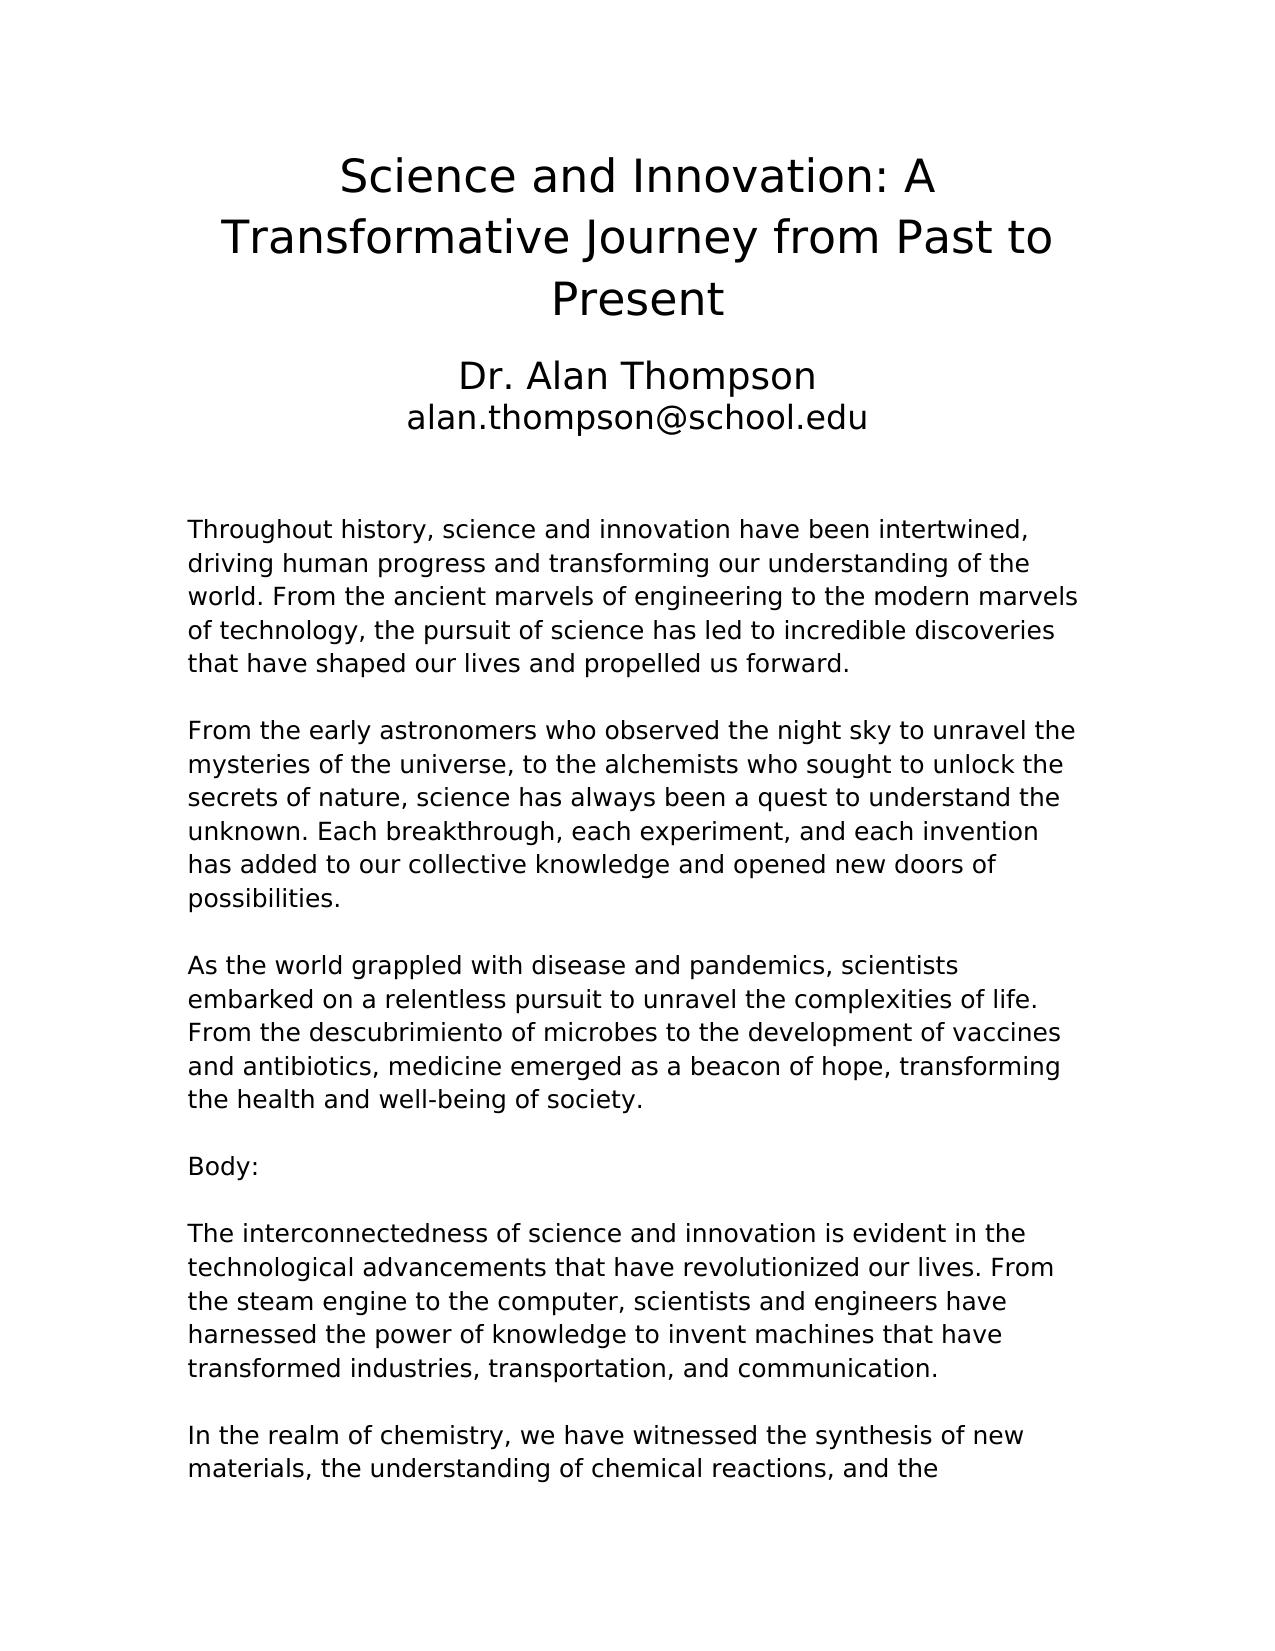 Science and Innovation: A
Transformative Journey from Past to
Present
Dr. Alan Thompson
alan.thompson@school.edu
Throughout history, science and innovation have been intertwined,
driving human progress and transforming our understanding of the
world. From the ancient marvels of engineering to the modern marvels
of technology, the pursuit of science has led to incredible discoveries
that have shaped our lives and propelled us forward.
From the early astronomers who observed the night sky to unravel the
mysteries of the universe, to the alchemists who sought to unlock the
secrets of nature, science has always been a quest to understand the
unknown. Each breakthrough, each experiment, and each invention
has added to our collective knowledge and opened new doors of
possibilities.
As the world grappled with disease and pandemics, scientists
embarked on a relentless pursuit to unravel the complexities of life.
From the descubrimiento of microbes to the development of vaccines
and antibiotics, medicine emerged as a beacon of hope, transforming
the health and well-being of society.
Body:
The interconnectedness of science and innovation is evident in the
technological advancements that have revolutionized our lives. From
the steam engine to the computer, scientists and engineers have
harnessed the power of knowledge to invent machines that have
transformed industries, transportation, and communication.
In the realm of chemistry, we have witnessed the synthesis of new
materials, the understanding of chemical reactions, and the